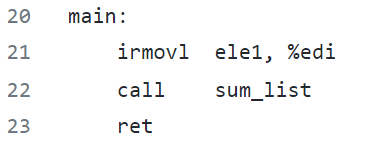 20 main:
21 irmovl ele1, %edi
22 call sum_list
23 ret